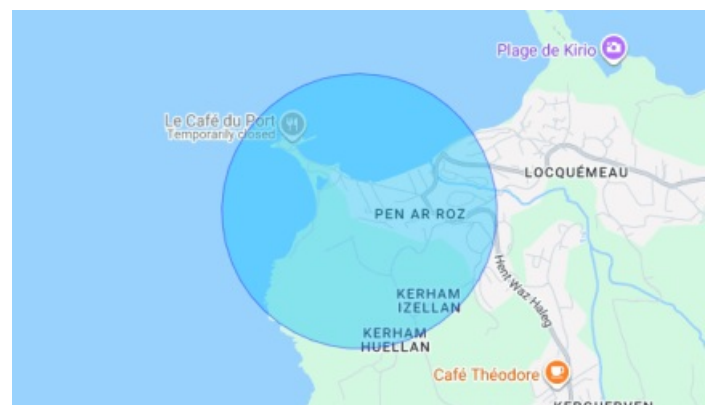 Plage de Kirio
Le Café du Port
Temporarily closed
LOCQUÉMEAU
PEN AR ROZ
Hent Waz Haleg
KERHAM
IZELLAN
KERHAM
HUELLAN
Café Théodore